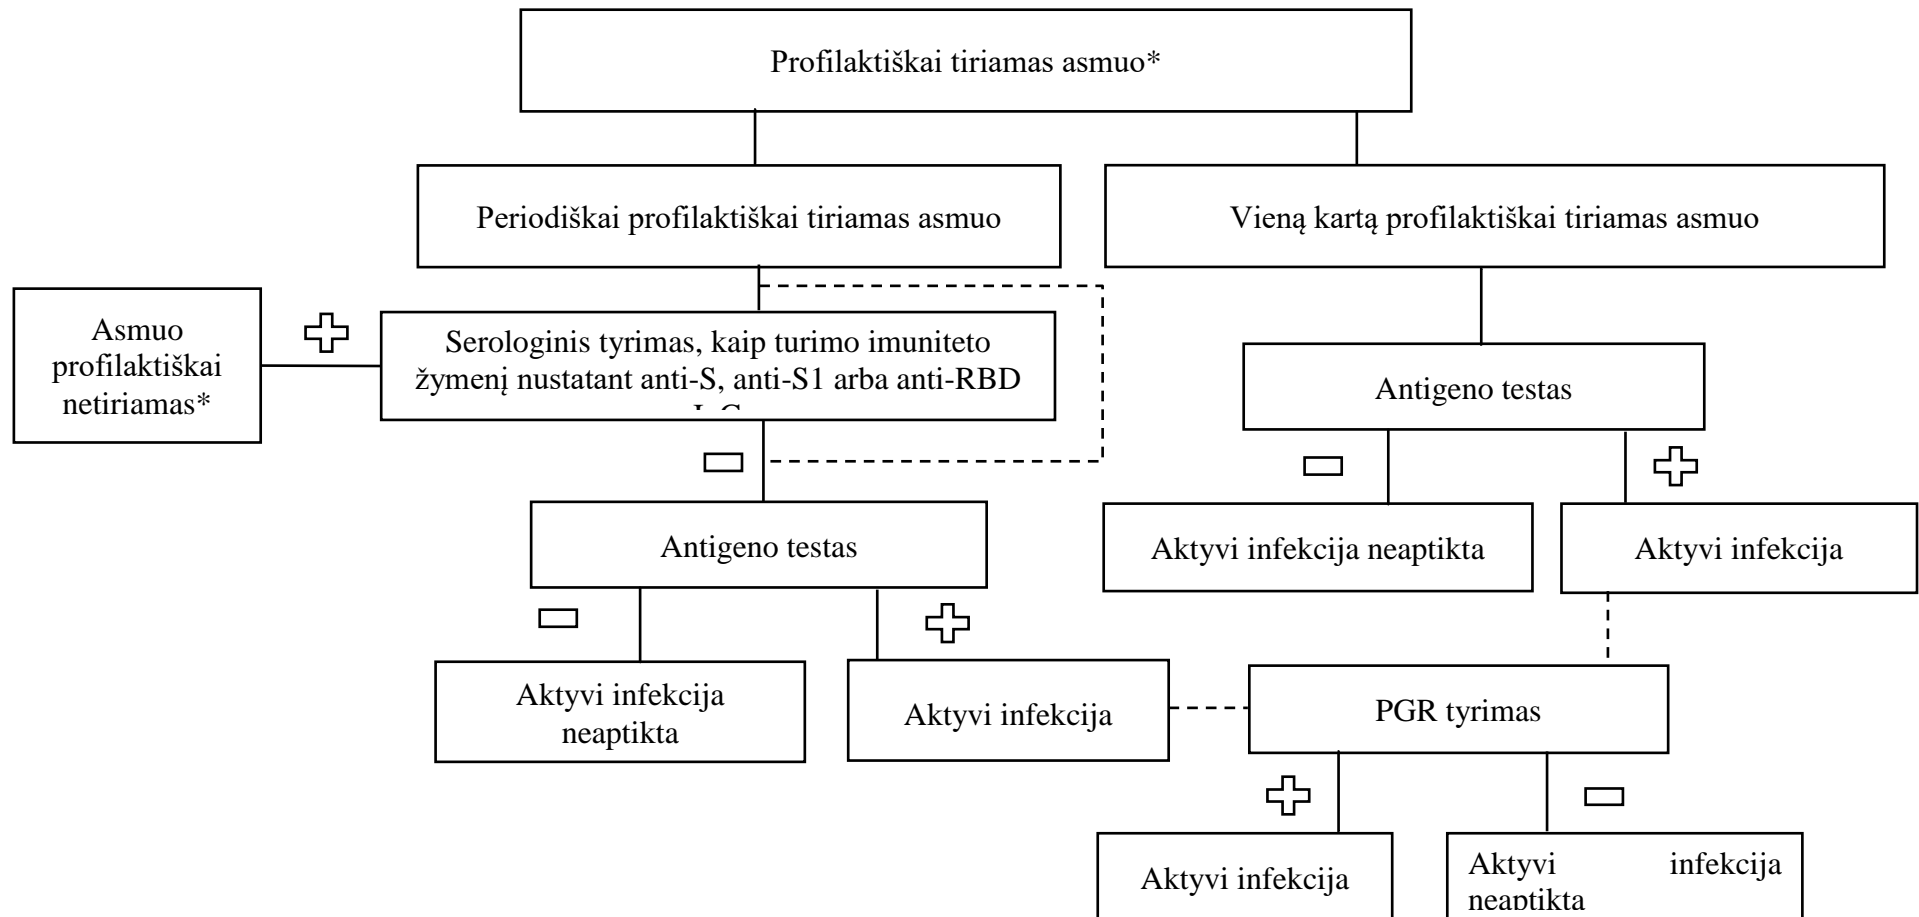 Profilaktiškai tiriamas asmuo*
Periodiškai profilaktiškai tiriamas asmuo
Vieną kartą profilaktiškai tiriamas asmuo
Asmuo
profilaktiškai
netiriamas*
Serologinis tyrimas, kaip turimo imuniteto
žymenį nustatant anti-S, anti-S1 arba anti-RBD
Antigeno testas
Antigeno testas
Aktyvi infekcija neaptikta
Aktyvi infekcija
Aktyvi infekcija
neaptikta
Aktyvi infekcija
PGR tyrimas
Aktyvi infekcija
Aktyvi infekcija
neaptikta